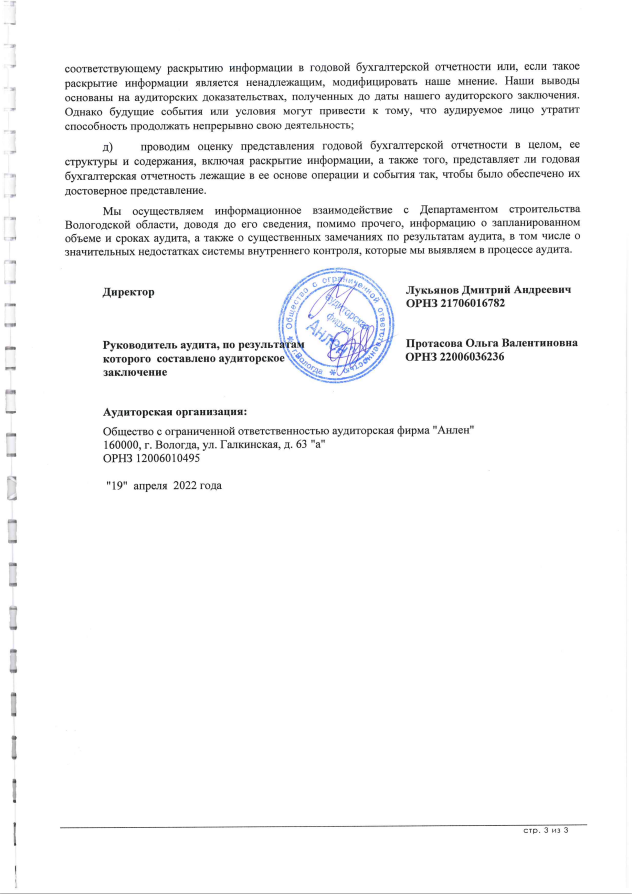 соответствующему раскрытию информации в годовой бухгалтерской отчетности или, если такое
раскрытие информации является ненадлежащим, модифицировать наше мнение. Наши выводы
основаны на аудиторских доказательствах, полученных до даты нашего аудиторского заключения.
Однако будущие события или условия могут привести к тому, что аудируемое лицо утратит
способность продолжать непрерывно свою деятельность;
д) проводим оценку представления годовой бухгалтерской отчетности в целом, ее
структуры и содержания, включая раскрытие информации, а также того, представляет ли годовая
бухгалтерская отчетность лежащие в ее основе операции и события так, чтобы было обеспечено их
достоверное представление.
Мы осуществляем информационное взаимодействие с Департаментом строительства
Вологодской области, доводя до его сведения, помимо прочего, информацию о запланированном
объеме и сроках аудита, а также о существенных замечаниях по результатам аудита, в том числе о
значительных недостатках системы внутреннего контроля, которые мы выявляем в процессе аудита.
Директор
Лукьянов Дмитрий Андреевич
ОРНЗ 21706016782
Общество с ограниченной ответственностью
г. Вологда
Аудиторская
фирма
Анлен
Руководитель аудита, по результатам
которого составлено аудиторское
заключение
Протасова Ольга Валентиновна
ОРНЗ 22006036236
Аудиторская организация:
Общество с ограниченной ответственностью аудиторская фирма "Анлен"
160000, г. Вологда, ул. Галкинская, д. 63 "а"
ОРНЗ 12006010495
"19" апреля 2022 года
стр. 3 из 3